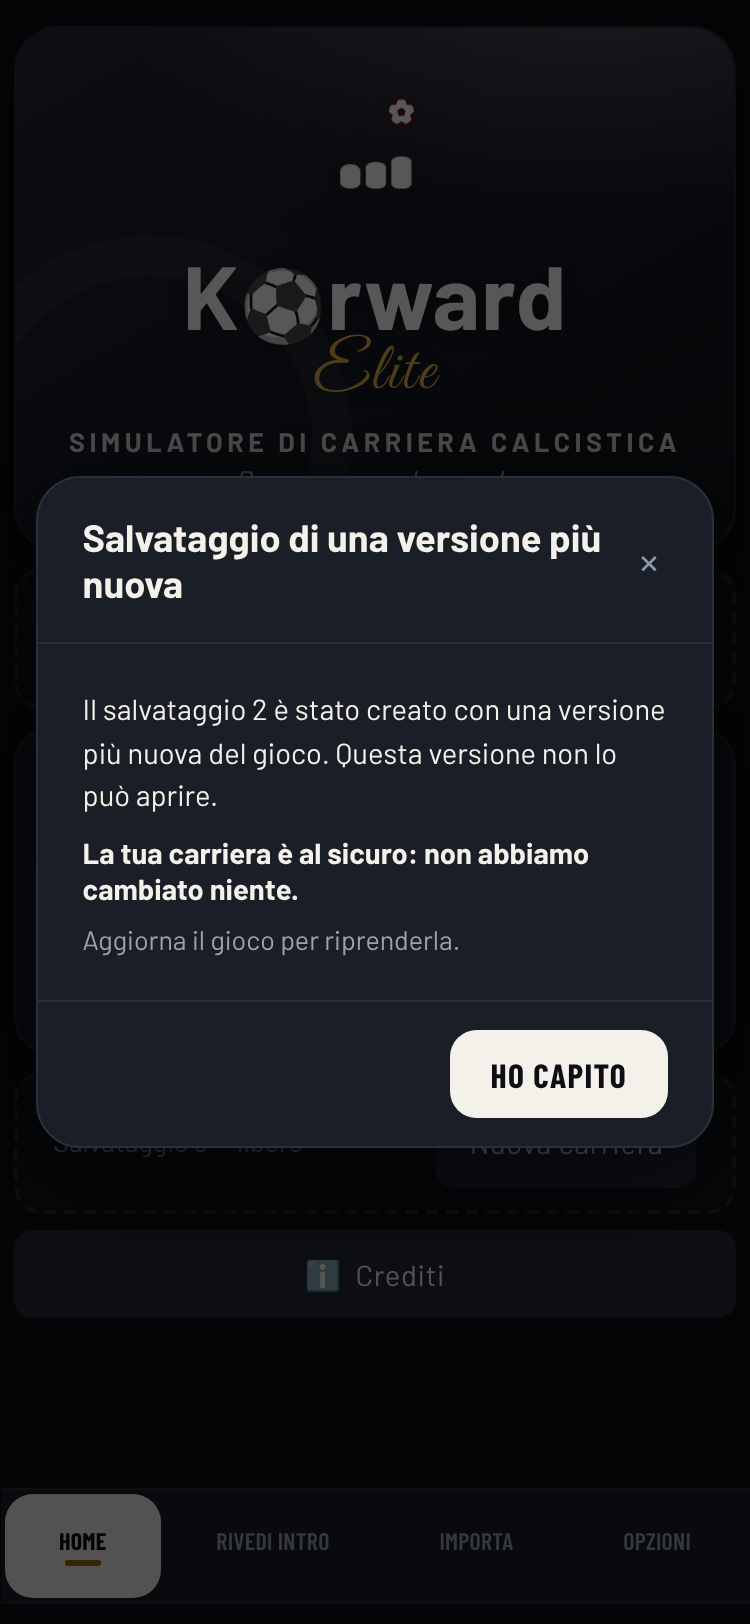 K⚽rward
Elite
SIMULATORE DI CARRIERA CALCISTICA
Salvataggio di una versione più
nuova
×
Il salvataggio 2 è stato creato con una versione
più nuova del gioco. Questa versione non lo
può aprire.
La tua carriera è al sicuro: non abbiamo
cambiato niente.
Aggiorna il gioco per riprenderla.
HO CAPITO
Nuova carriera
ℹ️ Crediti
HOME
RIVEDI INTRO
IMPORTA
OPZIONI